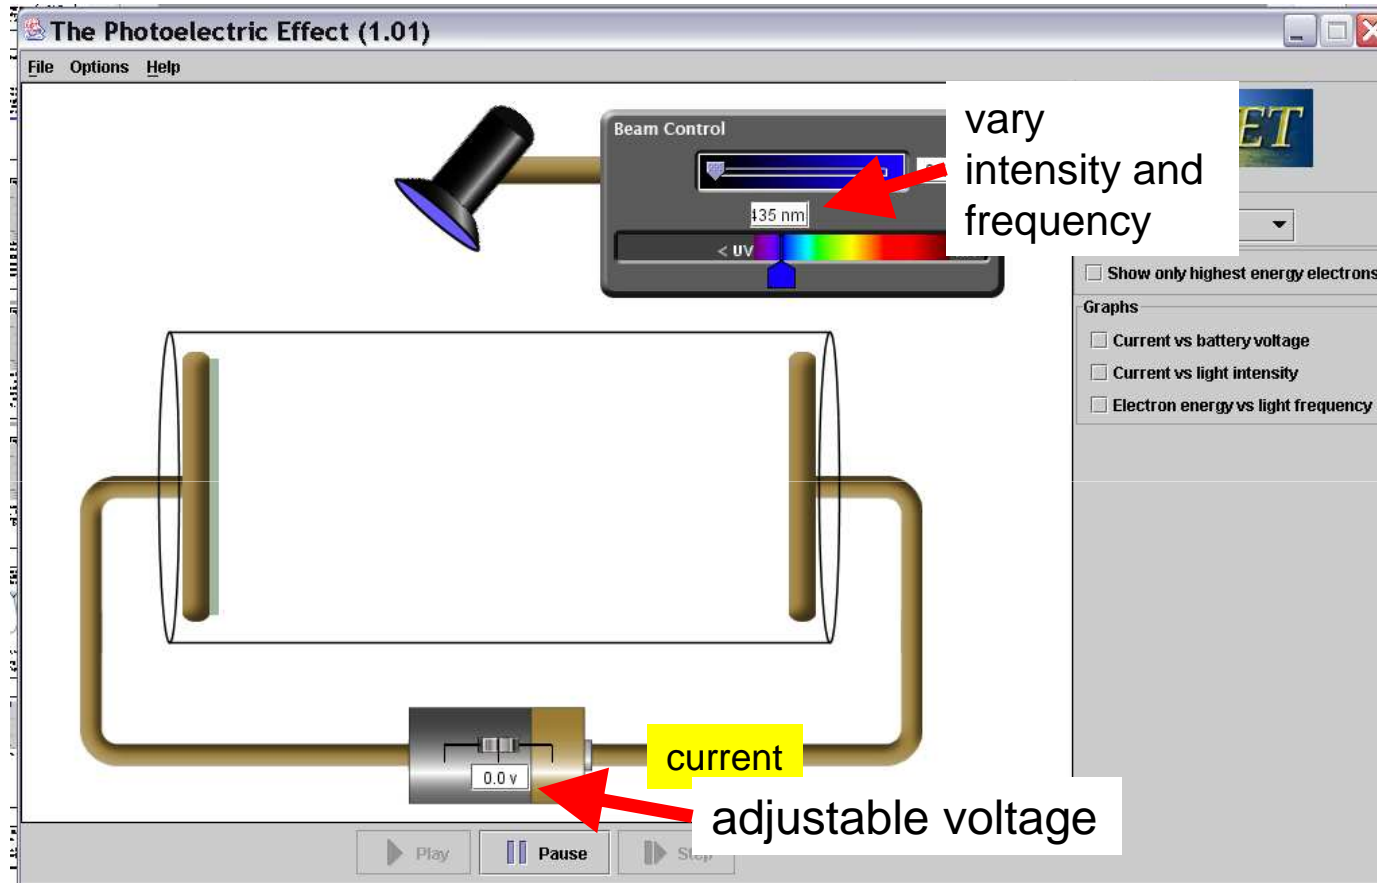 The Photoelectric Effect (1.01)
File Options Help
Beam Control
vary
intensity and
frequency
ET
435 nm
< UV
Show only highest energy electrons
Graphs
Current vs battery voltage
Current vs light intensity
Electron energy vs light frequency
current
0.0 v
adjustable voltage
Play
Pause
Step